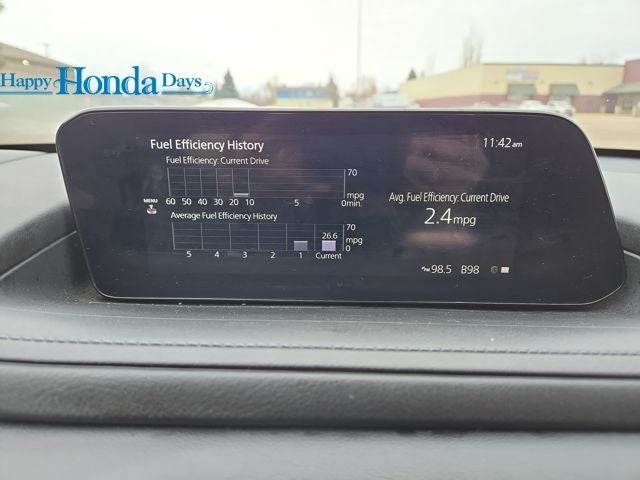 Happy Honda Days
Fuel Efficiency History
11:42am
Fuel Efficiency: Current Drive
70
mpg
MENU
60 50 40 30 20 10 5 0min.
Avg. Fuel Efficiency: Current Drive
2.4mpg
Average Fuel Efficiency History
70
26.6
mpg
0
5 4 3 2 1 Current
98.5 B98